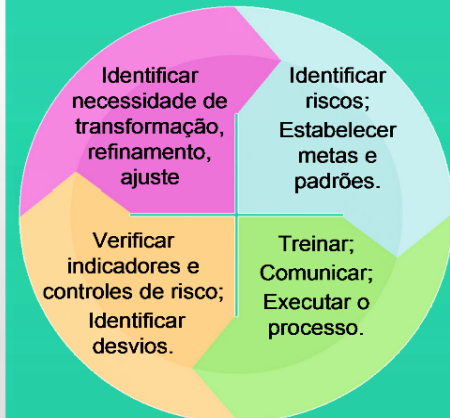 Identificar
necessidade de
transformação,
refinamento,
ajuste
Identificar
riscos;
Estabelecer
metas e
padrões.
Verificar
indicadores e
controles de risco;
Identificar
desvios.
Treinar;
Comunicar;
Executar o
processo.